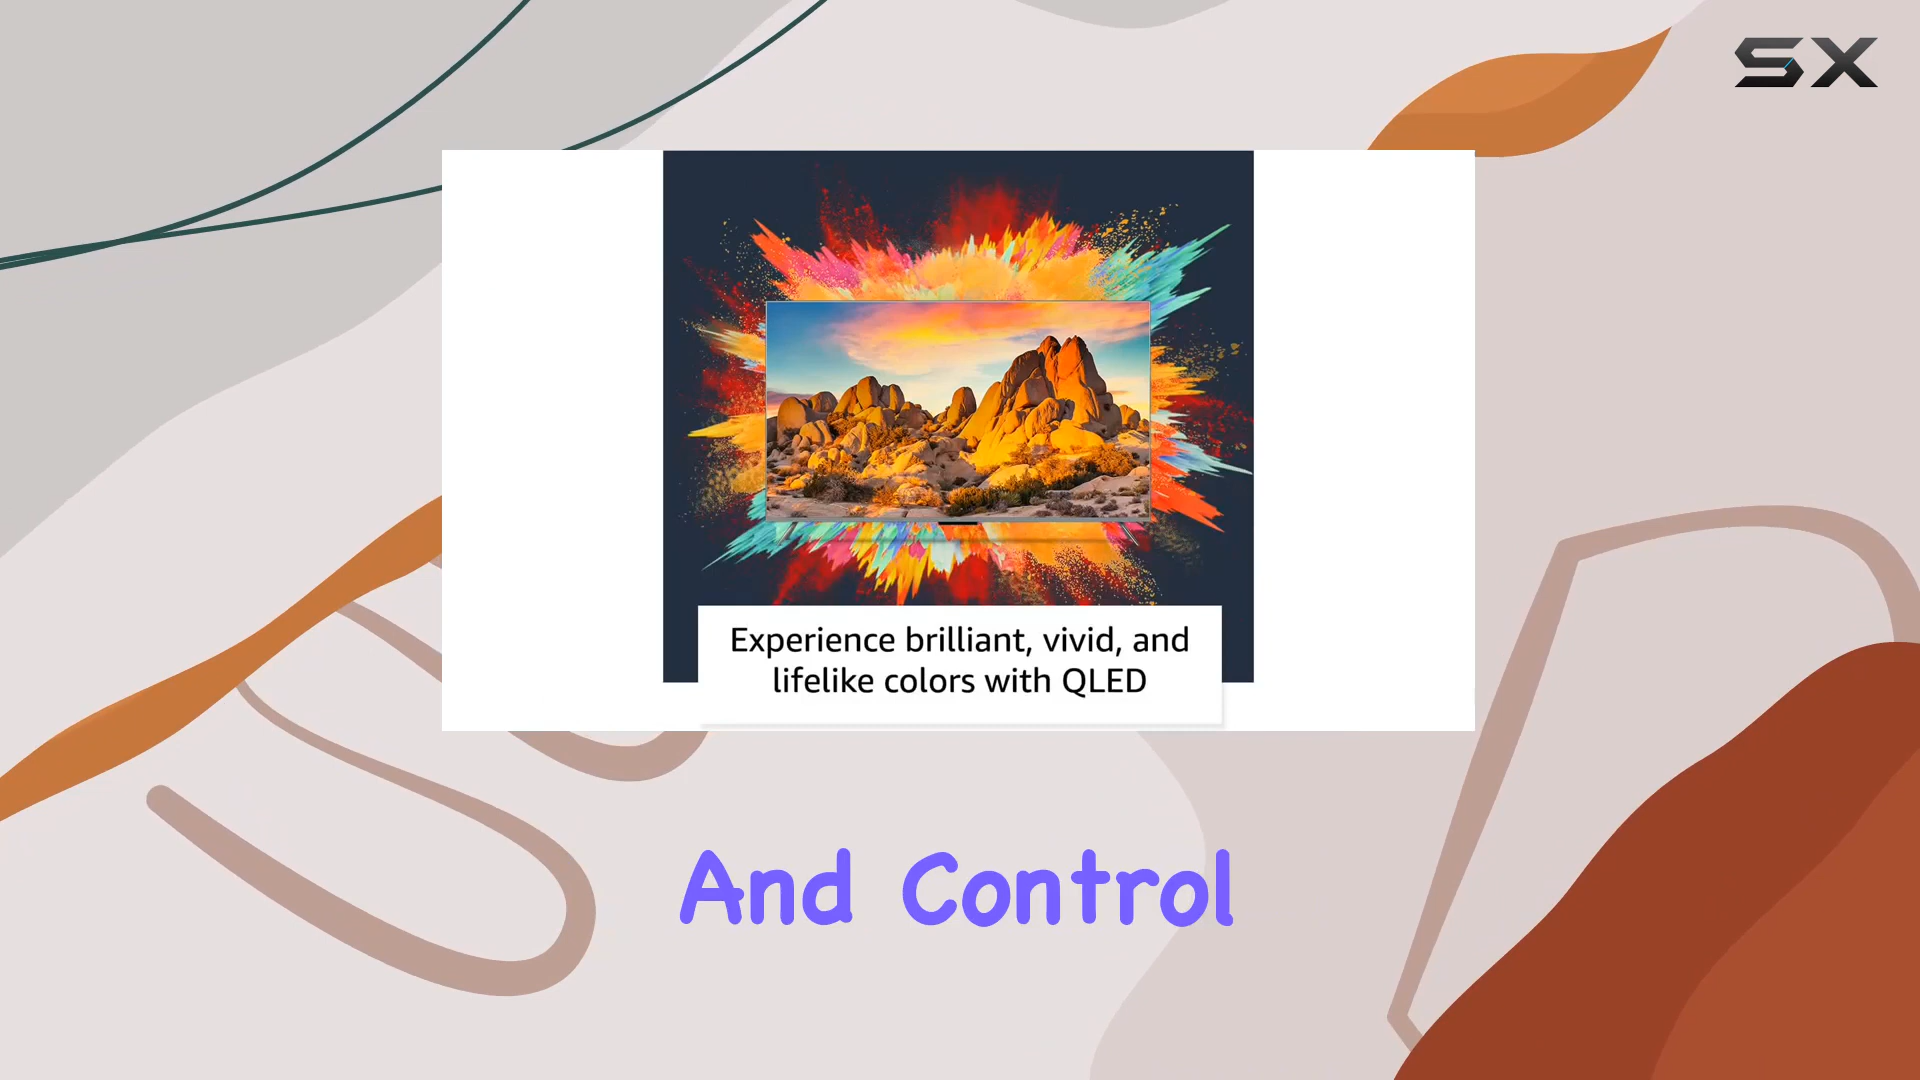 SX
Experience brilliant, vivid, and
lifelike colors with QLED
And Control